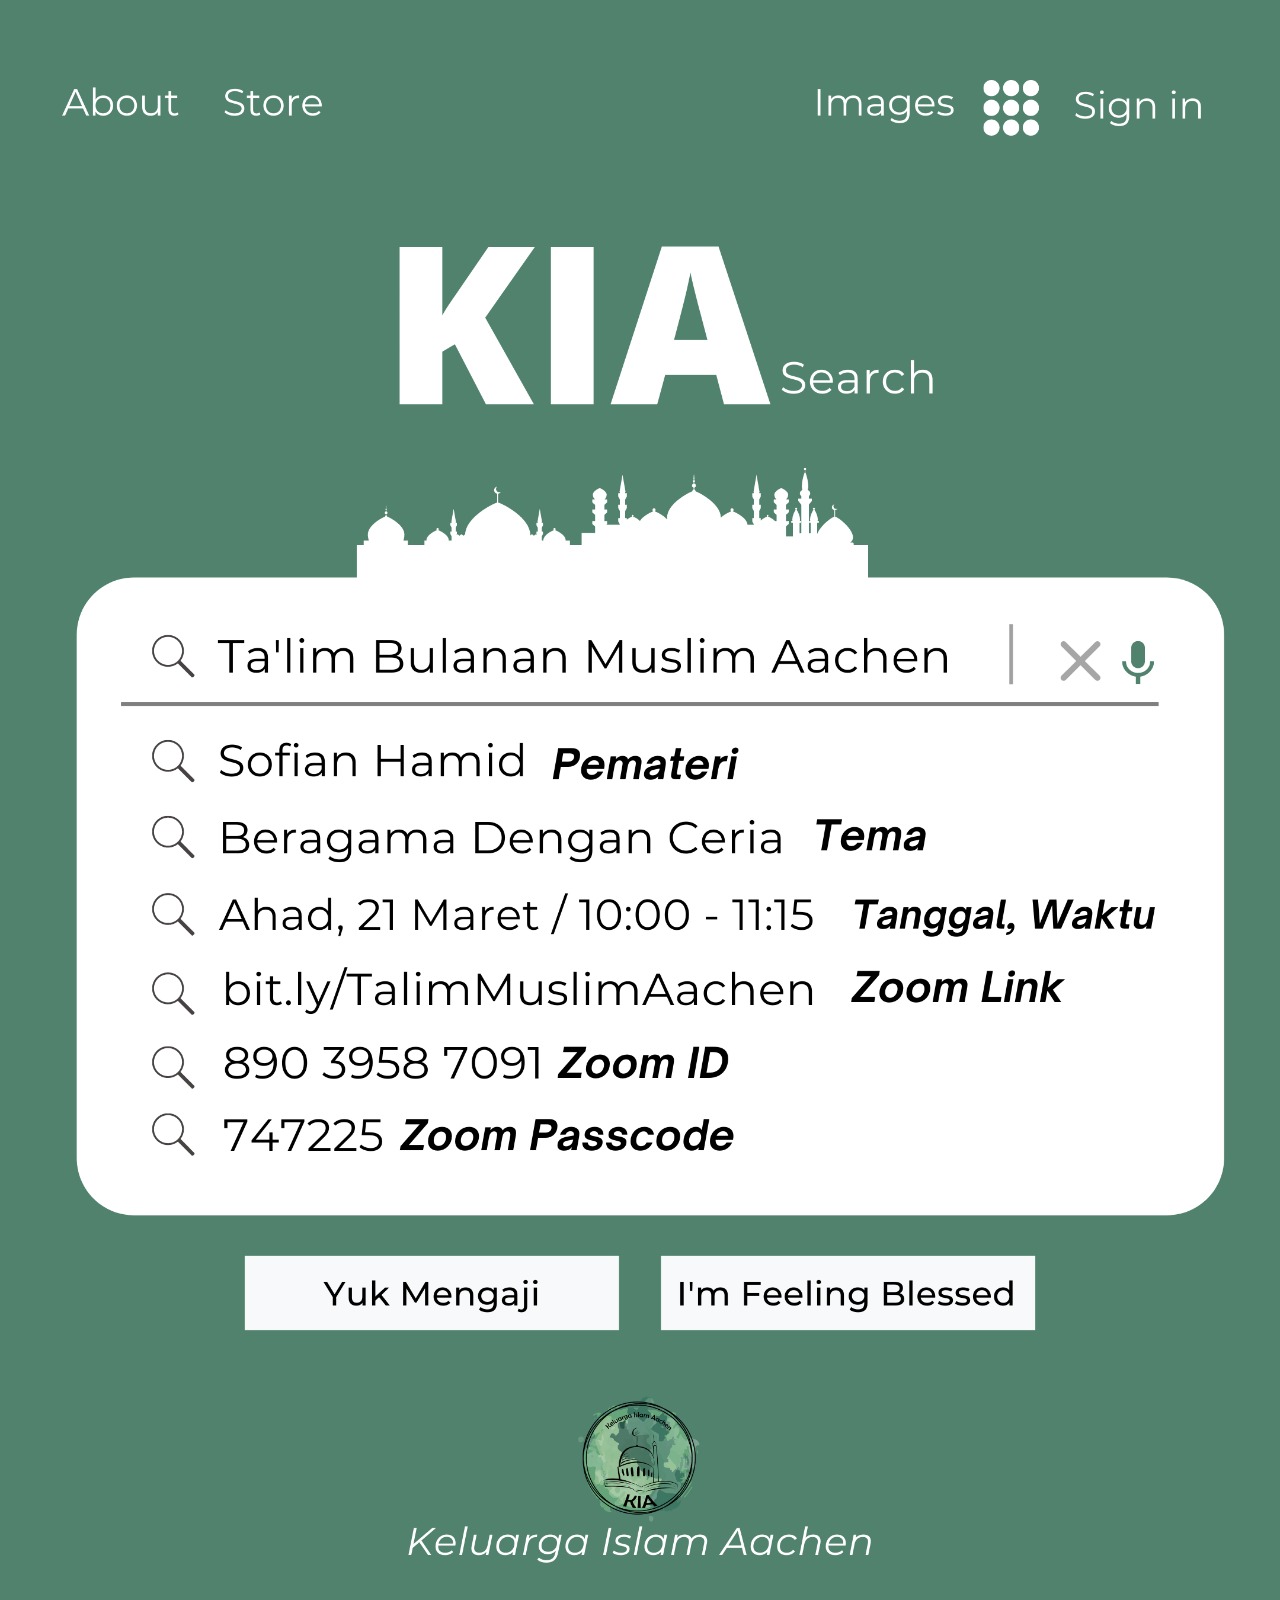 About Store Images Sign in
KIA Search
Ta'lim Bulanan Muslim Aachen
Sofian Hamid Pemateri
Beragama Dengan Ceria Tema
Ahad, 21 Maret / 10:00 - 11:15 Tanggal, Waktu
bit.ly/TalimMuslimAachen Zoom Link
890 3958 7091 Zoom ID
747225 Zoom Passcode
Yuk Mengaji I'm Feeling Blessed
Keluarga Islam Aachen
KIA
Keluarga Islam Aachen